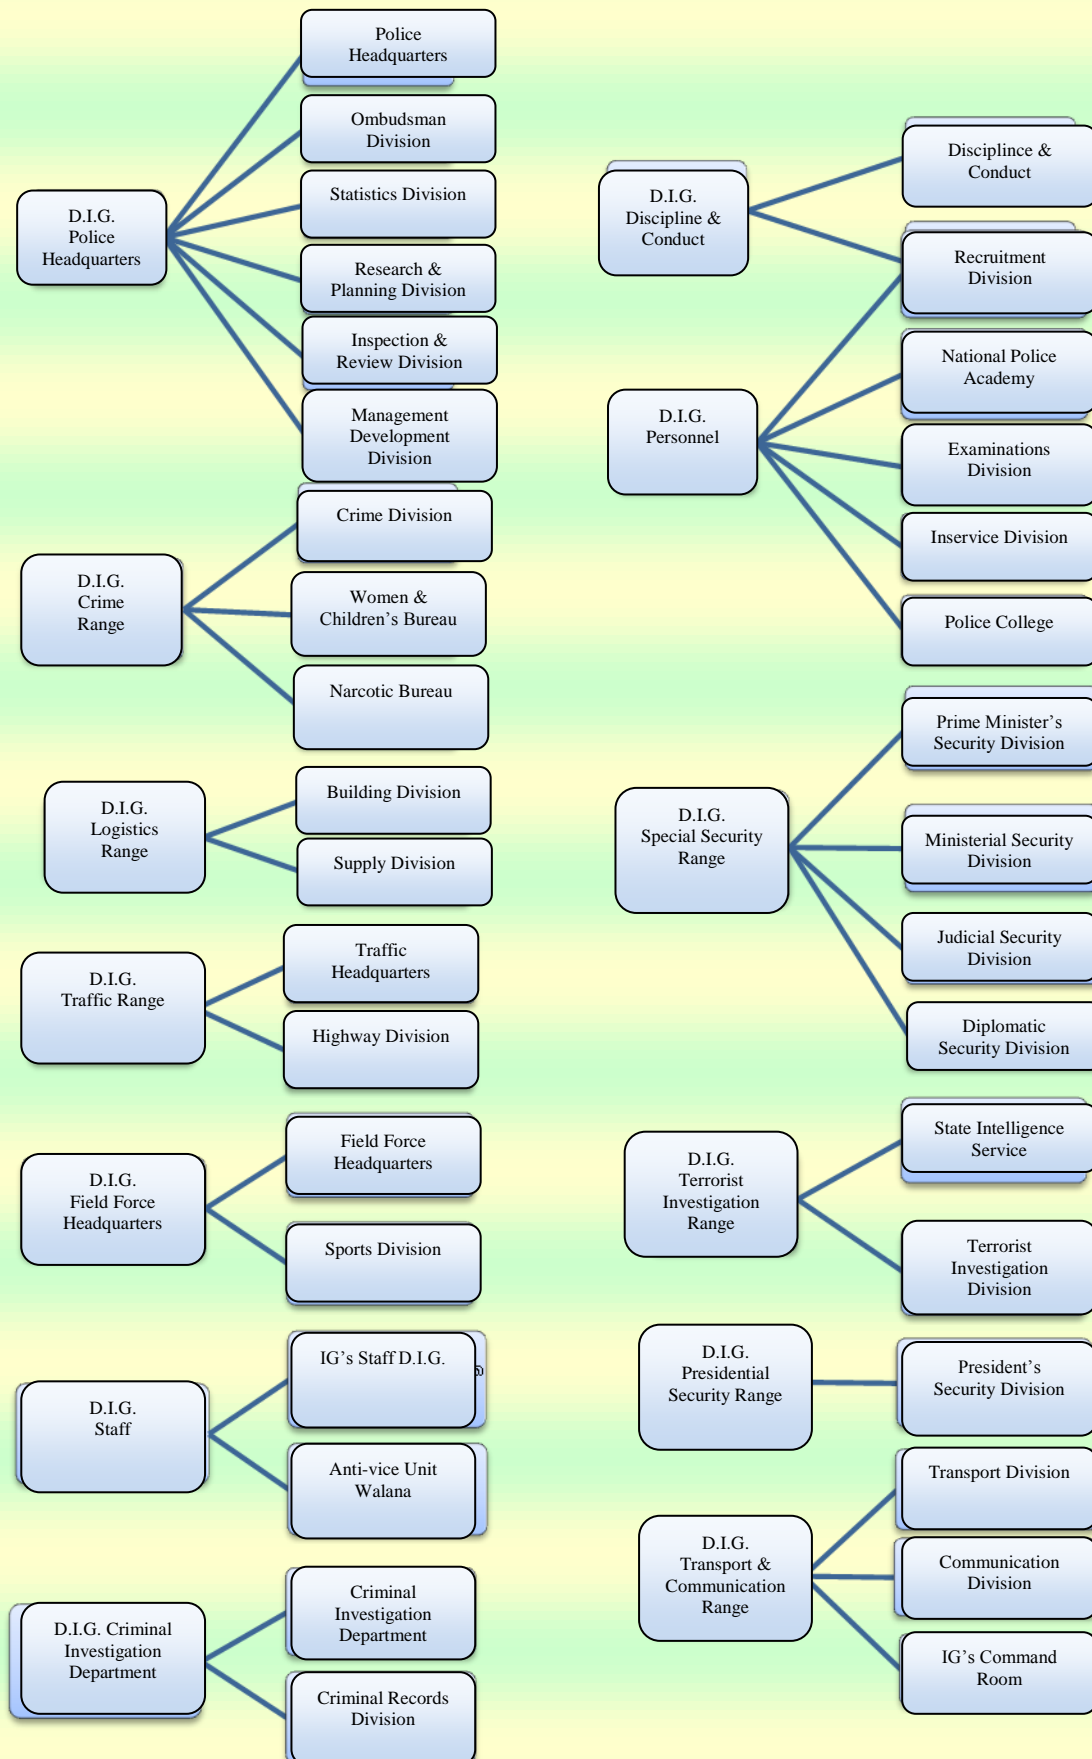 D.I.G.
Police
Headquarters
Police
Headquarters
Ombudsman
Division
Statistics Division
Research &
Planning Division
Inspection &
Review Division
Management
Development
Division
D.I.G.
Crime
Range
Crime Division
Women &
Children’s Bureau
Narcotic Bureau
D.I.G.
Logistics
Range
Building Division
Supply Division
D.I.G.
Traffic Range
Traffic
Headquarters
Highway Division
D.I.G.
Field Force
Headquarters
Field Force
Headquarters
Sports Division
D.I.G.
Staff
IG’s Staff D.I.G.
Anti-vice Unit
Walana
D.I.G. Criminal
Investigation
Department
Criminal
Investigation
Department
Criminal Records
Division
D.I.G.
Discipline &
Conduct
Disciplince &
Conduct
Recruitment
Division
D.I.G.
Personnel
National Police
Academy
Examinations
Division
Inservice Division
Police College
D.I.G.
Special Security
Range
Prime Minister’s
Security Division
Ministerial Security
Division
Judicial Security
Division
Diplomatic
Security Division
D.I.G.
Terrorist
Investigation
Range
State Intelligence
Service
Terrorist
Investigation
Division
D.I.G.
Presidential
Security Range
President’s
Security Division
D.I.G.
Transport &
Communication
Range
Transport Division
Communication
Division
IG’s Command
Room